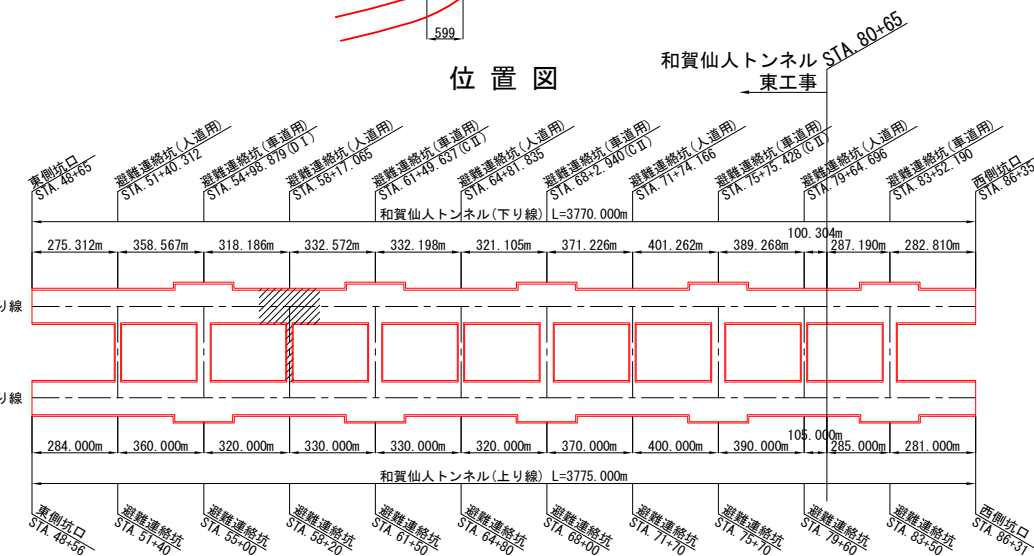 599
位置図
和賀仙人トンネル
東工事
STA. 80+65
東側坑口
STA. 48+65
避難連絡坑(人道用)
STA. 51+40.312
避難連絡坑(車道用)
STA. 54+98.879(DⅠ)
避難連絡坑(人道用)
STA. 58+17.065
避難連絡坑(車道用)
STA. 61+49.637(CⅡ)
避難連絡坑(人道用)
STA. 64+87.835
避難連絡坑(車道用)
STA. 68+2.940(CⅡ)
避難連絡坑(人道用)
STA. 71+74.166
避難連絡坑(車道用)
STA. 75+75.428(CⅡ)
避難連絡坑(人道用)
STA. 79+64.696
避難連絡坑(車道用)
STA. 83+52.190
西側坑口
STA. 86+35
和賀仙人トンネル(下り線) L=3770.000m
275.312m 358.567m 318.186m 332.572m 332.198m 321.105m 371.226m 401.262m 389.268m 100.304m 287.190m 282.810m
り線
り線
284.000m 360.000m 320.000m 330.000m 330.000m 320.000m 370.000m 400.000m 390.000m 105.000m 285.000m 281.000m
和賀仙人トンネル(上り線) L=3775.000m
東側坑口
STA. 48+56
避難連絡坑
STA. 51+40
避難連絡坑
STA. 55+00
避難連絡坑
STA. 58+20
避難連絡坑
STA. 61+50
避難連絡坑
STA. 64+80
避難連絡坑
STA. 68+00
避難連絡坑
STA. 71+70
避難連絡坑
STA. 75+70
避難連絡坑
STA. 79+60
避難連絡坑
西側坑口